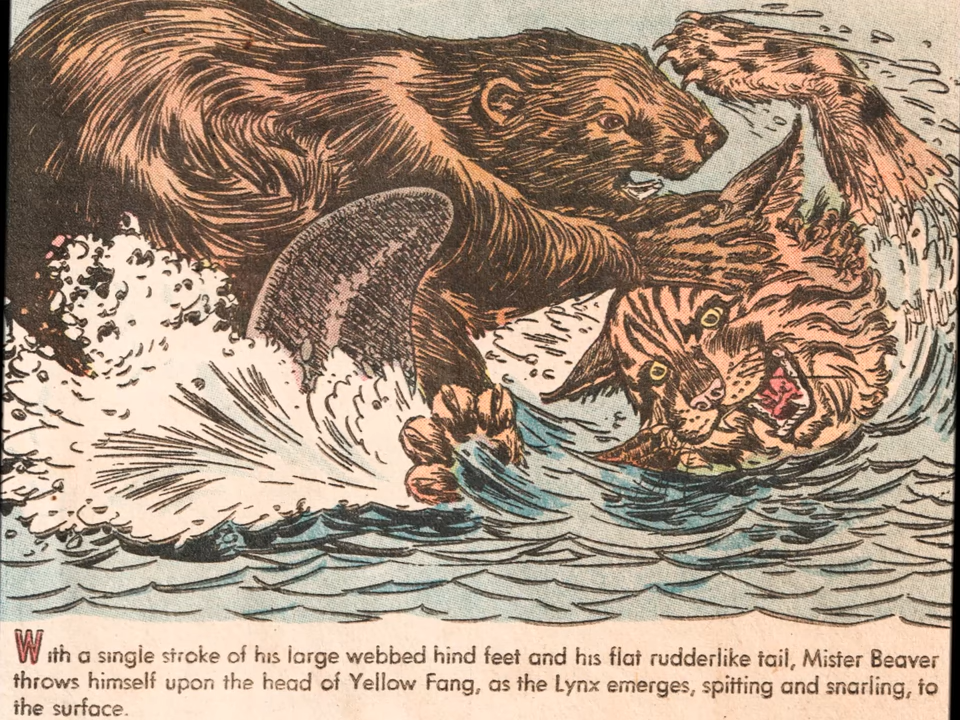 With a single stroke of his large webbed hind feet and his flat rudderlike tail, Mister Beaver
throws himself upon the head of Yellow Fang, as the Lynx emerges, spitting and snarling, to
the surface.